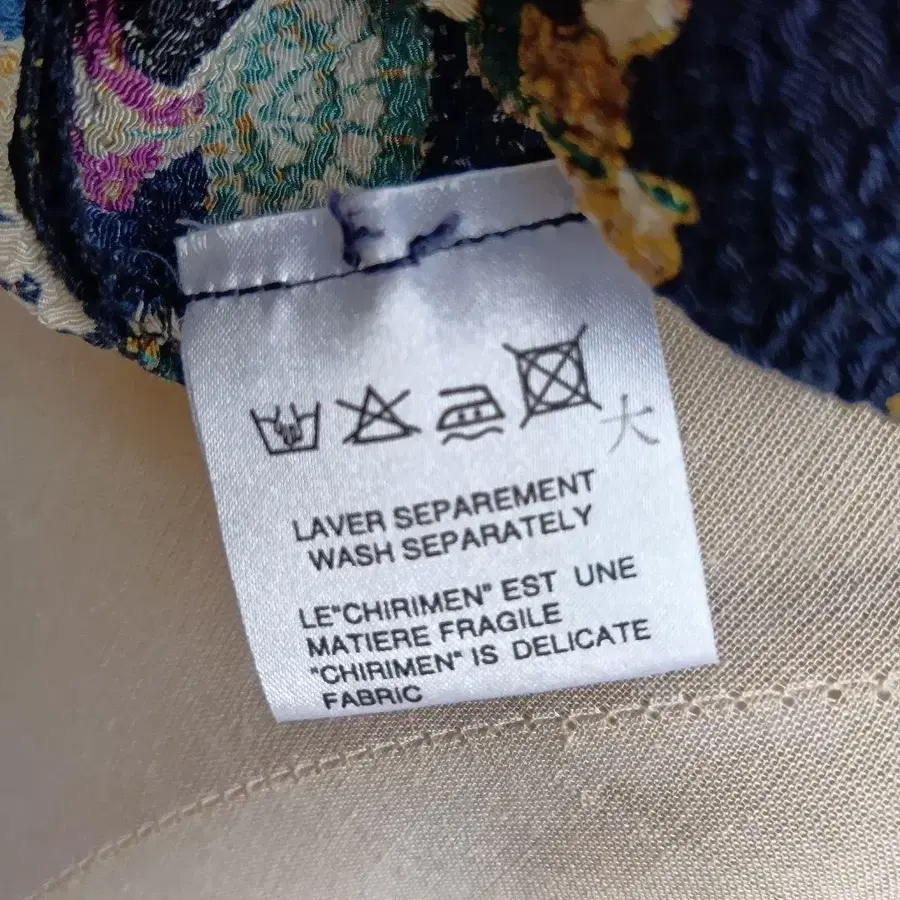 大
LAVER SEPAREMENT
WASH SEPARATELY
LE"CHIRIMEN" EST UNE
MATIERE FRAGILE
"CHIRIMEN" IS DELICATE
FABRIC